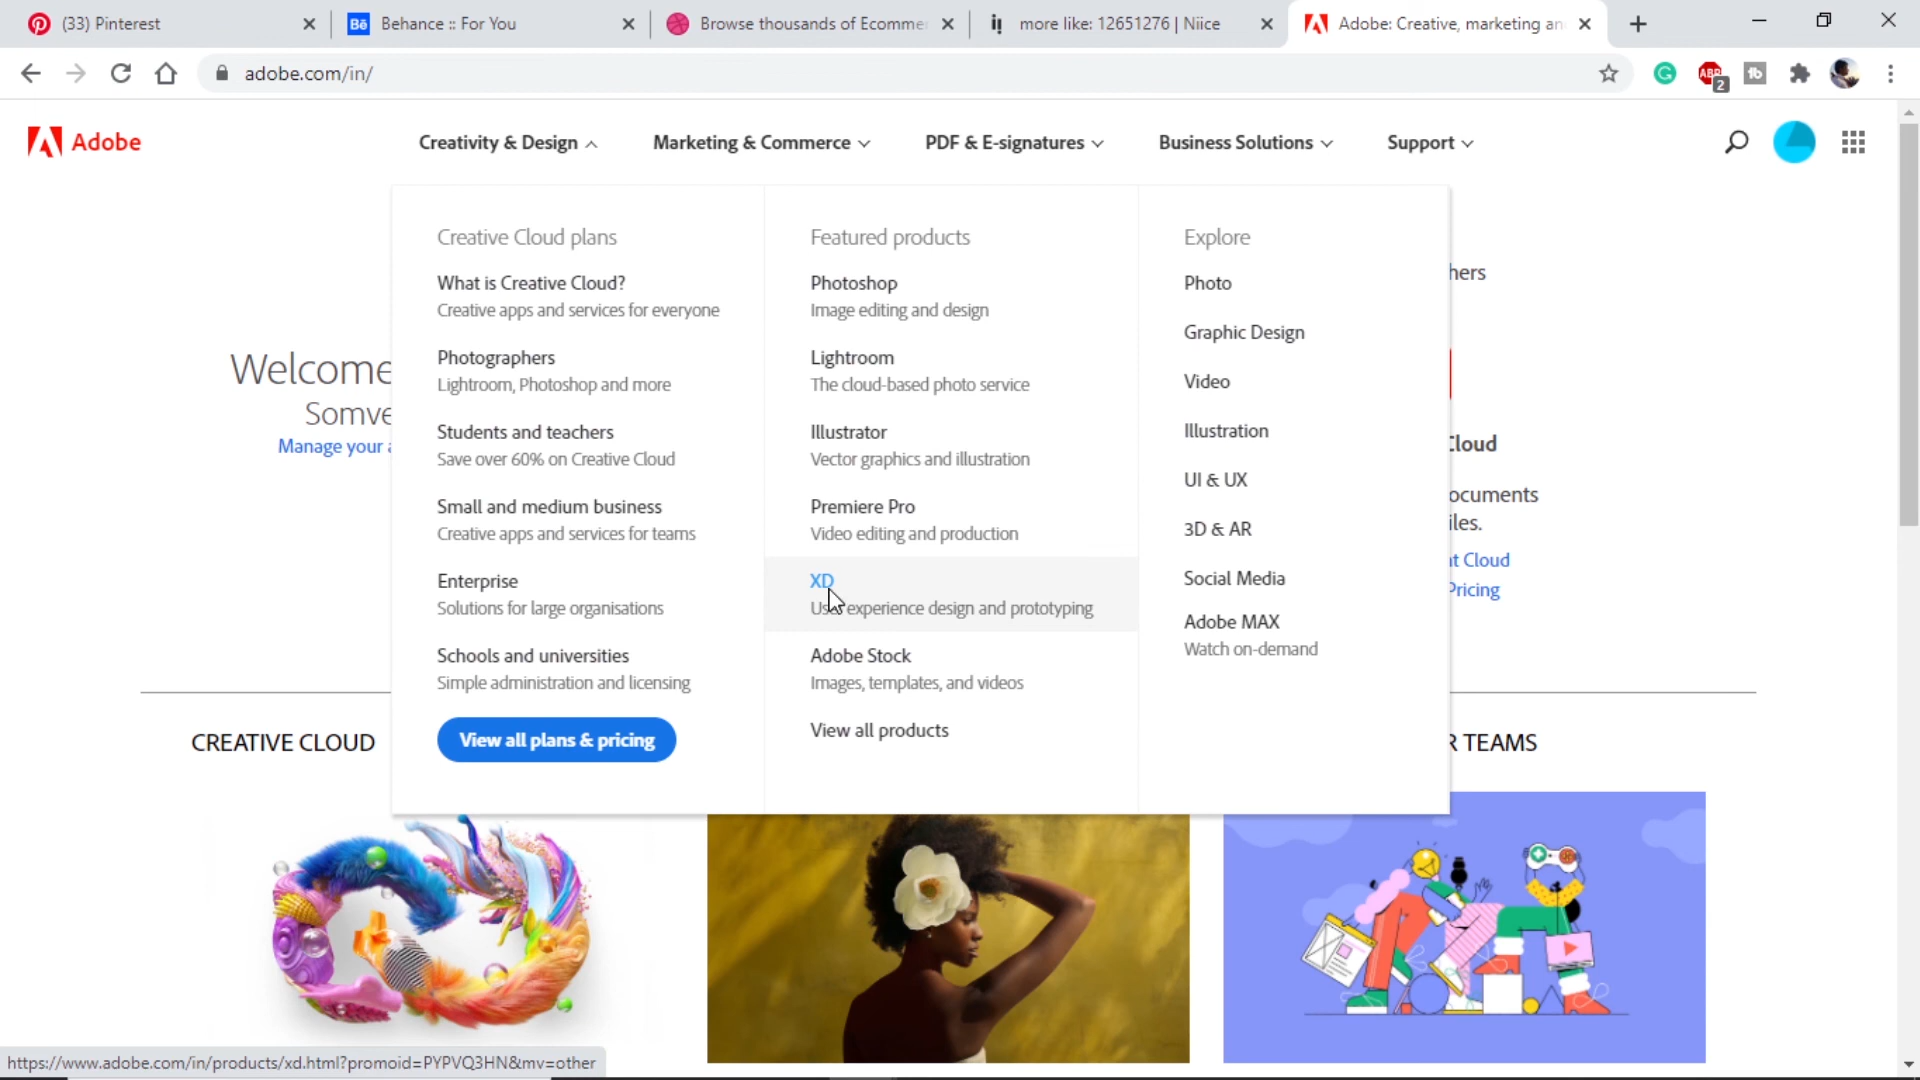 (33) Pinterest
Behance :: For You
Browse thousands of Ecomme
more like: 12651276 | Niice
Adobe: Creative, marketing an
adobe.com/in/
ABP
2
Adobe
Creativity & Design
Marketing & Commerce
PDF & E-signatures
Business Solutions
Support
Creative Cloud plans
What is Creative Cloud?
Creative apps and services for everyone
Photographers
Lightroom, Photoshop and more
Students and teachers
Save over 60% on Creative Cloud
Small and medium business
Creative apps and services for teams
Enterprise
Solutions for large organisations
Schools and universities
Simple administration and licensing
View all plans & pricing
Featured products
Photoshop
Image editing and design
Lightroom
The cloud-based photo service
Illustrator
Vector graphics and illustration
Premiere Pro
Video editing and production
XD
User experience design and prototyping
Adobe Stock
Images, templates, and videos
View all products
Explore
Photo
Graphic Design
Video
Illustration
UI & UX
3D & AR
Social Media
Adobe MAX
Watch on-demand
Welcome
Somve
Manage your a
hers
Cloud
ocuments
iles.
nt Cloud
Pricing
CREATIVE CLOUD
R TEAMS
https://www.adobe.com/in/products/xd.html?promoid=PYPVQ3HN&mv=other